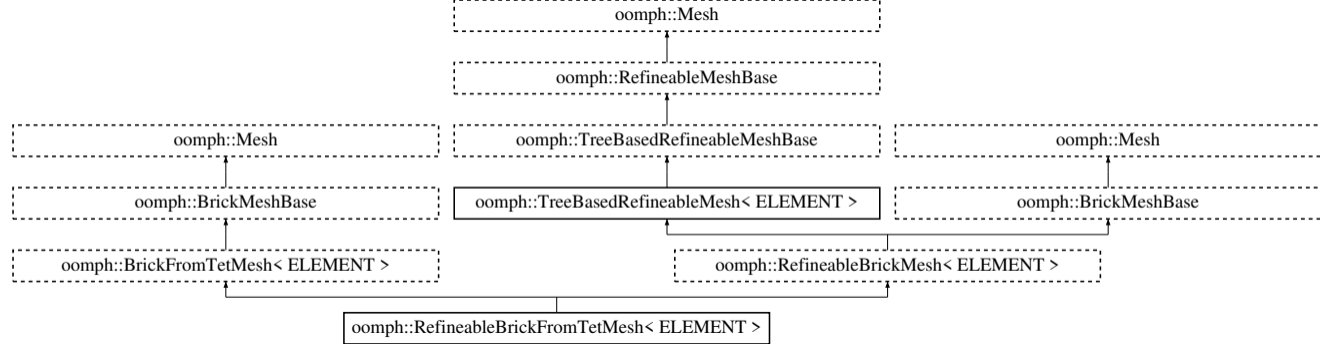 oomph::Mesh
oomph::RefineableMeshBase
oomph::Mesh
oomph::TreeBasedRefineableMeshBase
oomph::Mesh
oomph::BrickMeshBase
oomph::TreeBasedRefineableMesh< ELEMENT >
oomph::BrickMeshBase
oomph::BrickFromTetMesh< ELEMENT >
oomph::RefineableBrickMesh< ELEMENT >
oomph::RefineableBrickFromTetMesh< ELEMENT >